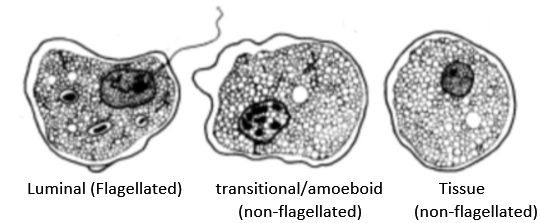 Luminal (Flagellated)
transitional/amoeboid
(non-flagellated)
Tissue
(non-flagellated)